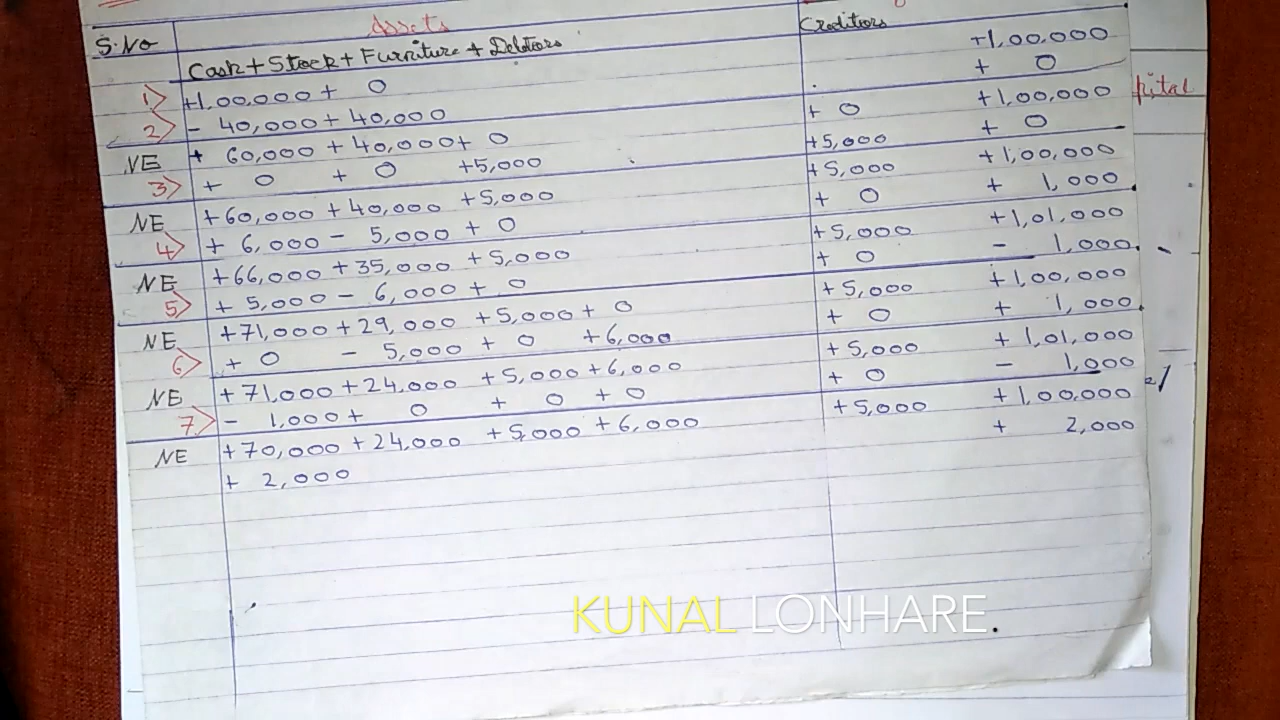 Assets
S.No Cash + Stock + Furniture + Debtors Creditors
+1,00,000
1> +1,00,000 + 0 + 0
2> - 40,000 + 40,000 + 0 +1,00,000
NE + 60,000 + 40,000 + 0 +5,000 + 0
3> + 0 + 0 +5,000 +5,000 +1,00,000
NE +60,000 +40,000 +5,000 + 0 + 1,000
4> + 6,000 - 5,000 + 0 +5,000 +1,01,000
NE +66,000 +35,000 +5,000 + 0 - 1,000
5> + 5,000 - 6,000 + 0 +5,000 +1,00,000
NE +71,000 +29,000 +5,000 + 0 + 0 + 1,000
6> + 0 - 5,000 + 0 +6,000 +5,000 +1,01,000
NE +71,000 +24,000 +5,000 +6,000 + 0 - 1,000
7> - 1,000 + 0 + 0 + 0 +5,000 +1,00,000
NE +70,000 +24,000 +5,000 +6,000 + 2,000
+ 2,000
pital
KUNAL LONHARE.